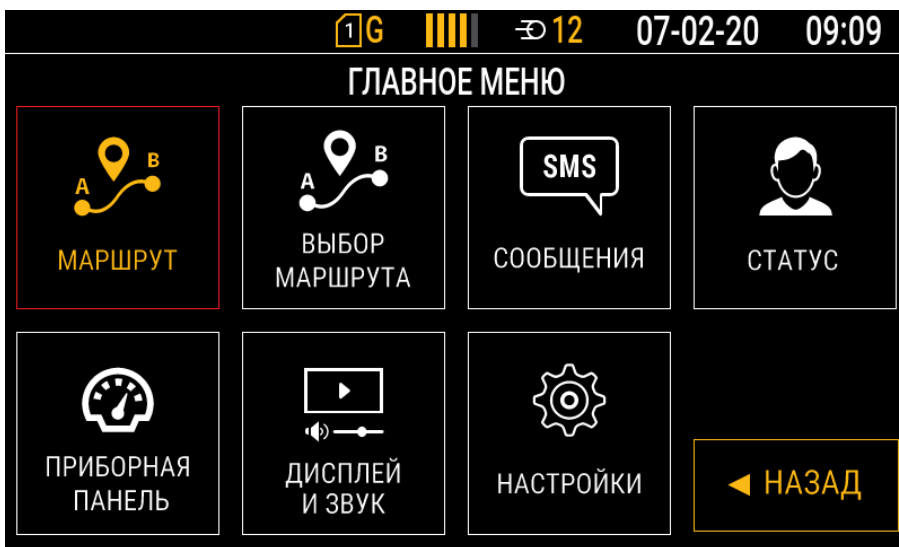 1 G 12 07-02-20 09:09
ГЛАВНОЕ МЕНЮ
A B
МАРШРУТ
A B
ВЫБОР
МАРШРУТА
SMS
СООБЩЕНИЯ
СТАТУС
ПРИБОРНАЯ
ПАНЕЛЬ
ДИСПЛЕЙ
И ЗВУК
НАСТРОЙКИ
НАЗАД